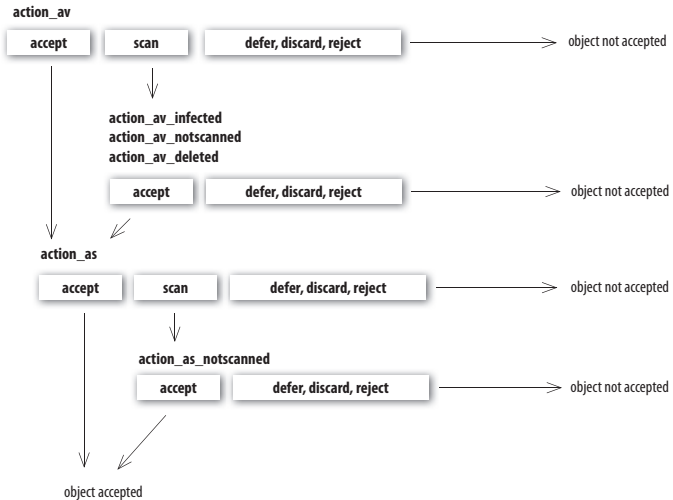 action_av
accept scan defer, discard, reject object not accepted
action_av_infected
action_av_notscanned
action_av_deleted
accept defer, discard, reject object not accepted
action_as
accept scan defer, discard, reject object not accepted
action_as_notscanned
accept defer, discard, reject object not accepted
object accepted